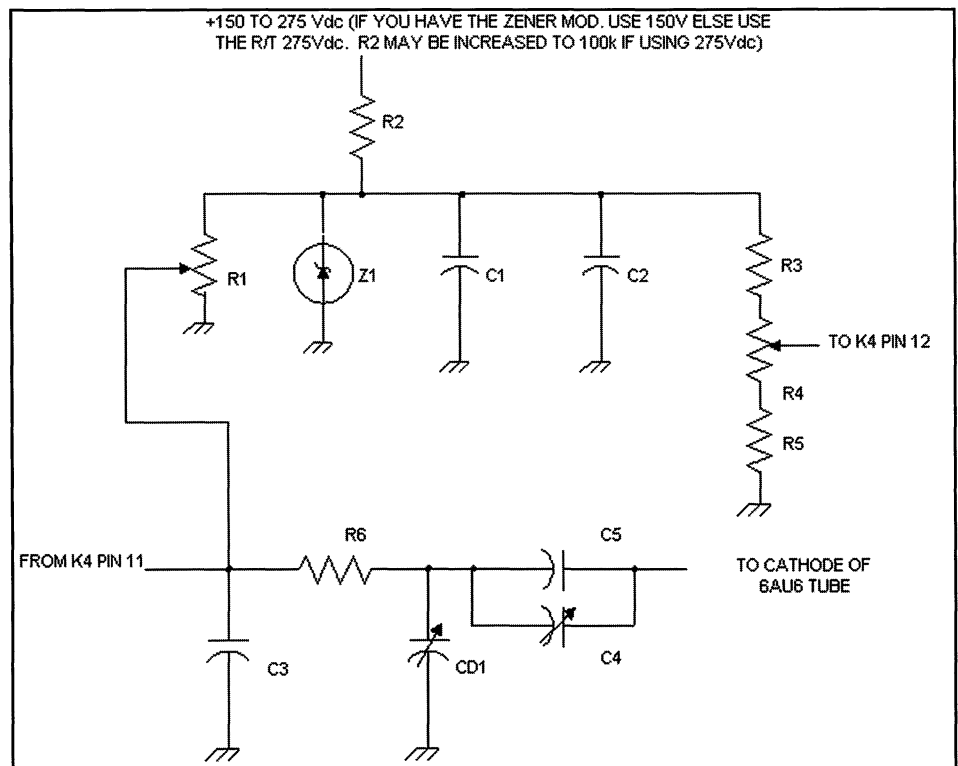 +150 TO 275 Vdc (IF YOU HAVE THE ZENER MOD. USE 150V ELSE USE
THE R/T 275Vdc. R2 MAY BE INCREASED TO 100k IF USING 275Vdc)
R2
R1
Z1
C1
C2
R3
TO K4 PIN 12
R4
R5
R6
C5
FROM K4 PIN 11
TO CATHODE OF
6AU6 TUBE
C3
CD1
C4